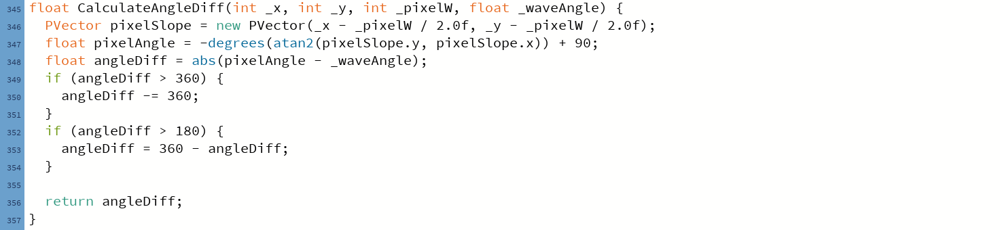 345 float CalculateAngleDiff(int _x, int _y, int _pixelW, float _waveAngle) {
346   PVector pixelSlope = new PVector(_x - _pixelW / 2.0f, _y - _pixelW / 2.0f);
347   float pixelAngle = -degrees(atan2(pixelSlope.y, pixelSlope.x)) + 90;
348   float angleDiff = abs(pixelAngle - _waveAngle);
349   if (angleDiff > 360) {
350     angleDiff -= 360;
351   }
352   if (angleDiff > 180) {
353     angleDiff = 360 - angleDiff;
354   }
355
356   return angleDiff;
357 }